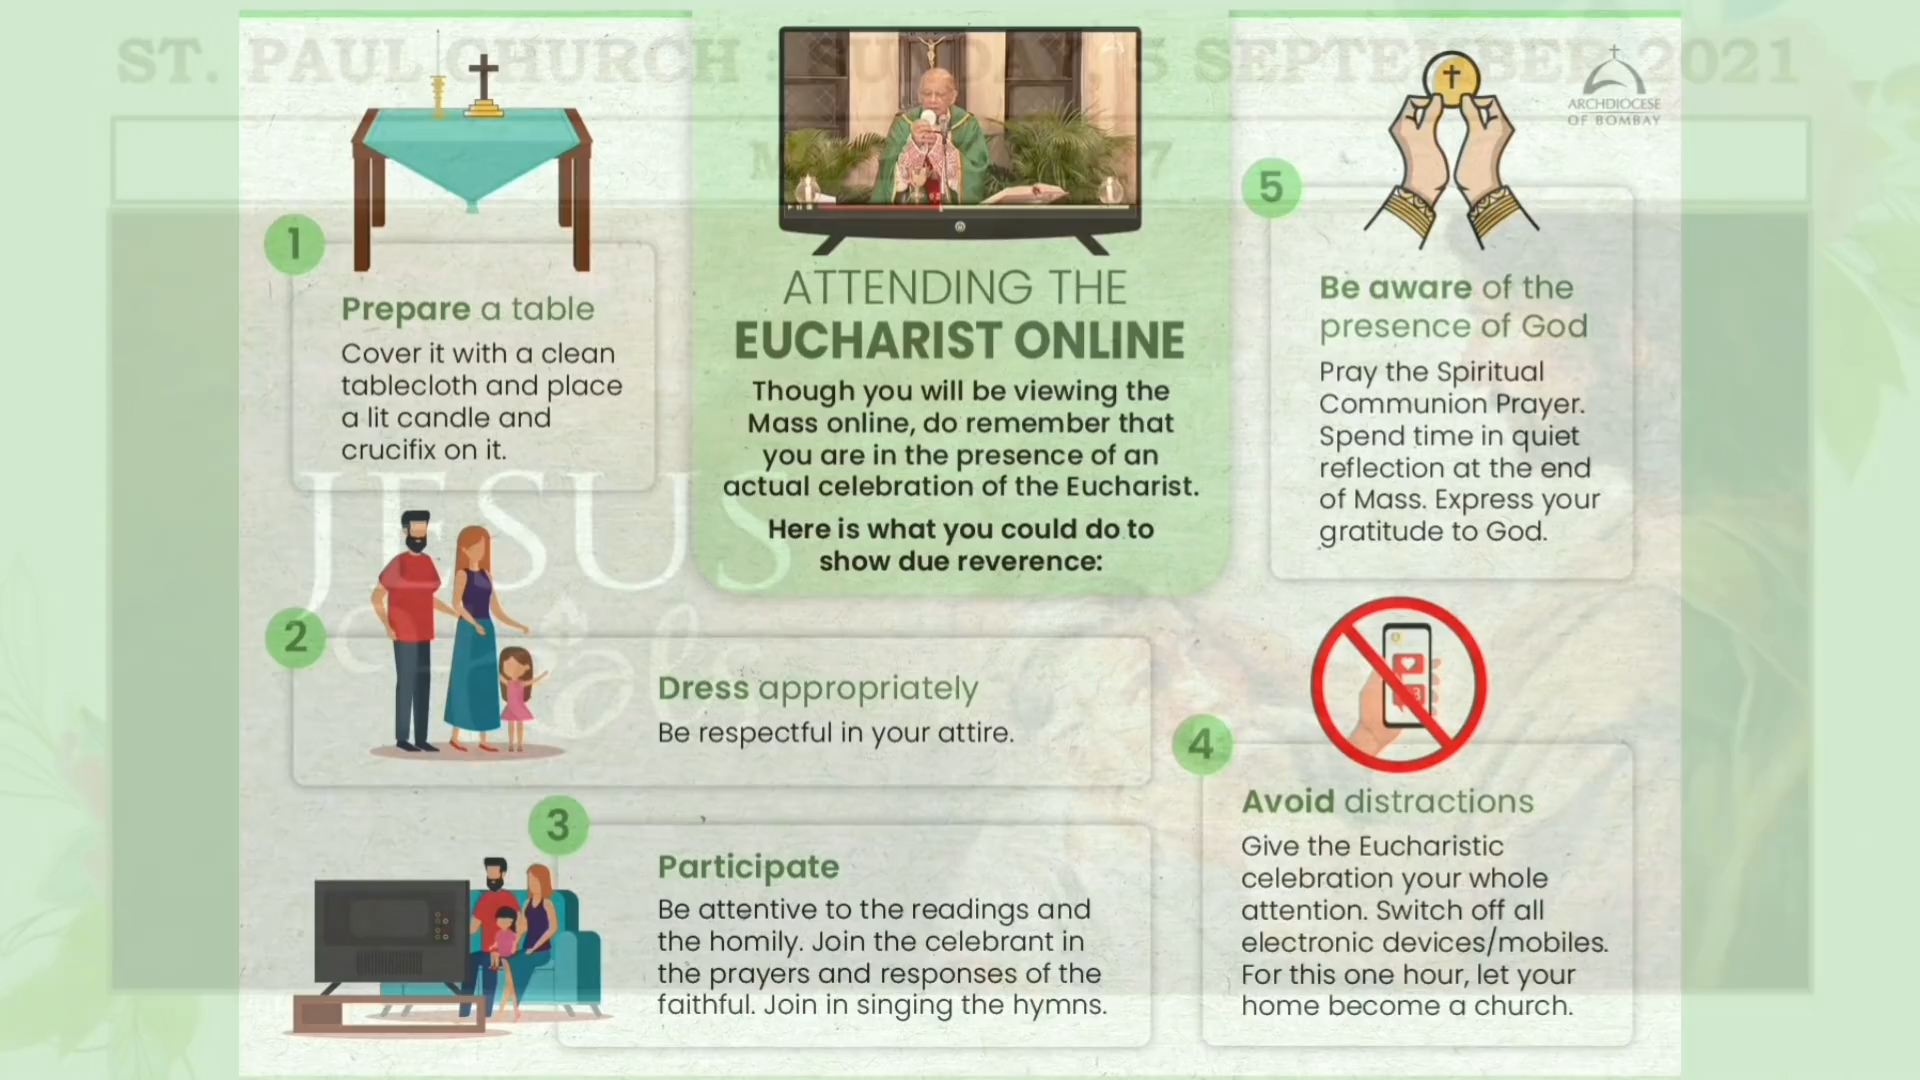 ST. PAUL CHURCH : SUNDAY, 5 SEPTEMBER 2021
ARCHDIOCESE
OF BOMBAY
ATTENDING THE
EUCHARIST ONLINE
Though you will be viewing the
Mass online, do remember that
you are in the presence of an
actual celebration of the Eucharist.
Here is what you could do to
show due reverence:
1
Prepare a table
Cover it with a clean
tablecloth and place
a lit candle and
crucifix on it.
JESUS
2
Dress appropriately
Be respectful in your attire.
3
Participate
Be attentive to the readings and
the homily. Join the celebrant in
the prayers and responses of the
faithful. Join in singing the hymns.
4
Avoid distractions
Give the Eucharistic
celebration your whole
attention. Switch off all
electronic devices/mobiles.
For this one hour, let your
home become a church.
5
Be aware of the
presence of God
Pray the Spiritual
Communion Prayer.
Spend time in quiet
reflection at the end
of Mass. Express your
gratitude to God.